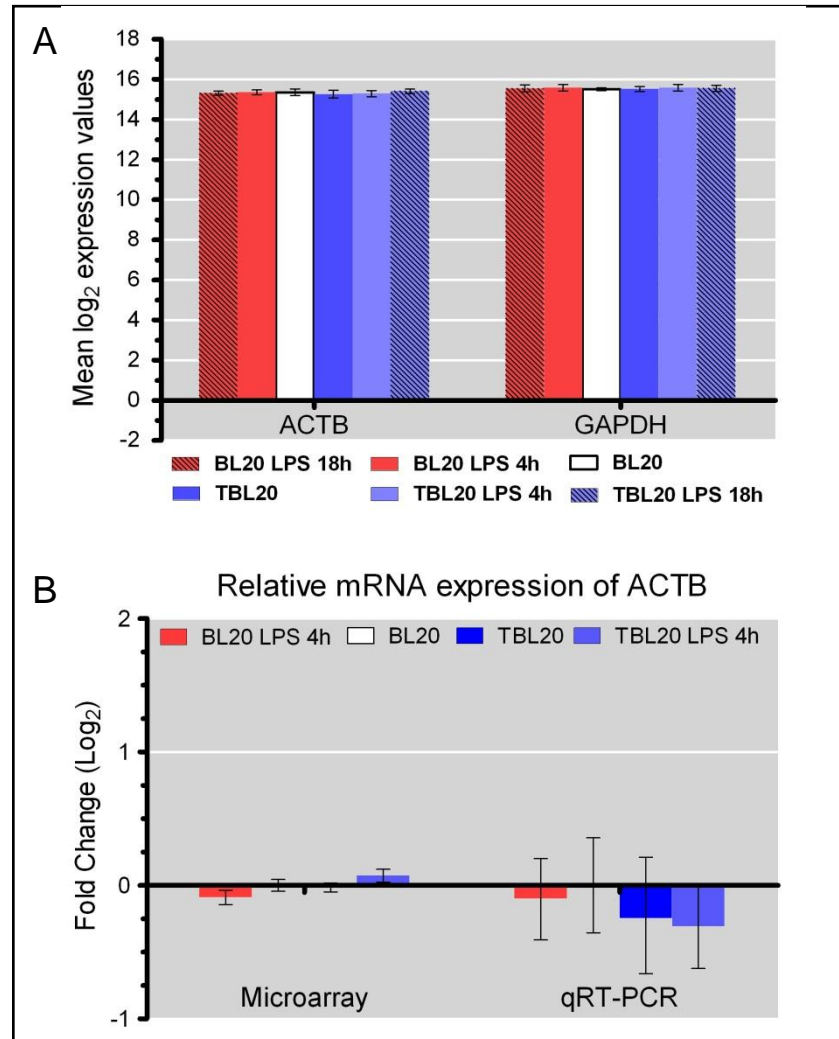 A
18
16
14
12
10
8
6
4
2
0
-2
Mean log₂ expression values
ACTB GAPDH
BL20 LPS 18h BL20 LPS 4h BL20
TBL20 TBL20 LPS 4h TBL20 LPS 18h
B
Relative mRNA expression of ACTB
BL20 LPS 4h BL20 TBL20 TBL20 LPS 4h
2
1
0
-1
Fold Change (Log₂)
Microarray qRT-PCR